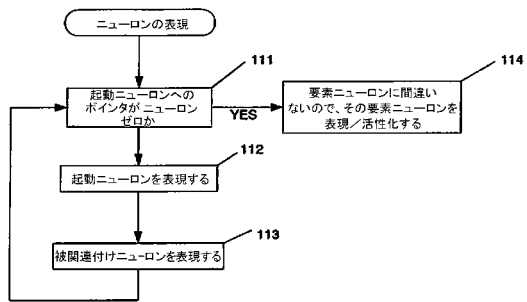 ニューロンの表現
111
起動ニューロンへの
ポインタが ニューロン
ゼロか
YES
114
要素ニューロンに間違い
ないので、その要素ニューロンを
表現／活性化する
112
起動ニューロンを表現する
113
被関連付けニューロンを表現する